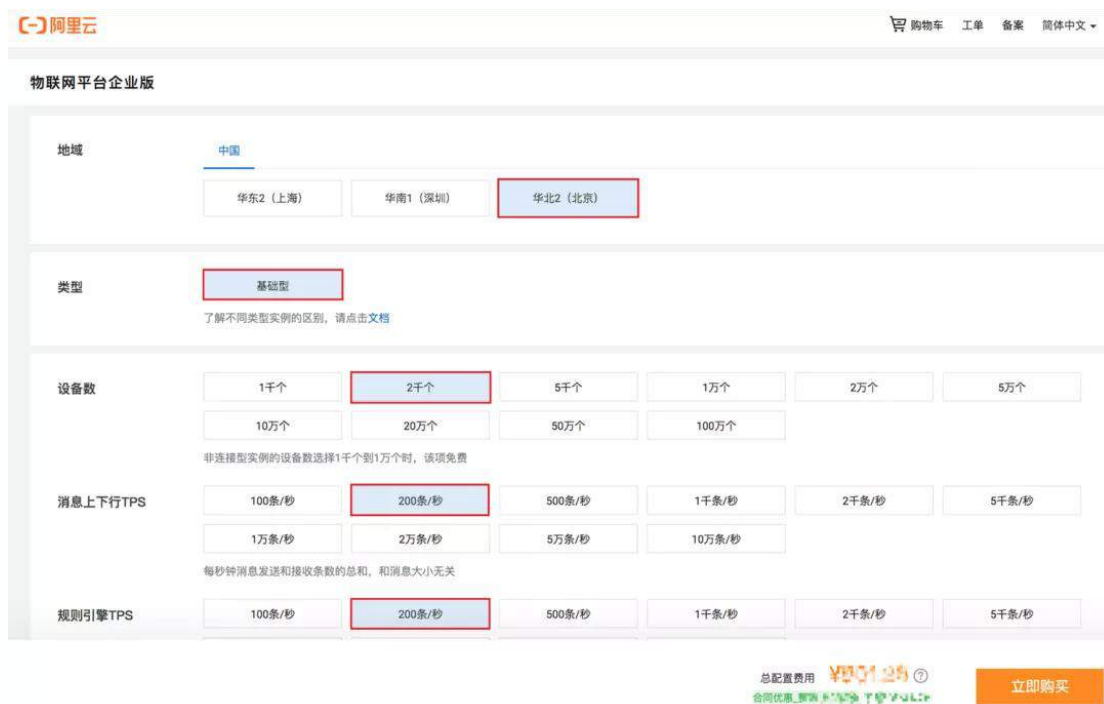 阿里云 购物车 工单 备案 简体中文
物联网平台企业版
地域 中国
华东2（上海） 华南1（深圳） 华北2（北京）
类型 基础型
了解不同类型实例的区别，请点击文档
设备数 1千个 2千个 5千个 1万个 2万个 5万个
10万个 20万个 50万个 100万个
非连接型实例的设备数选择1千个到1万个时，该项免费
消息上下行TPS 100条/秒 200条/秒 500条/秒 1千条/秒 2千条/秒 5千条/秒
1万条/秒 2万条/秒 5万条/秒 10万条/秒
每秒钟消息发送和接收条数的总和，和消息大小无关
规则引擎TPS 100条/秒 200条/秒 500条/秒 1千条/秒 2千条/秒 5千条/秒
总配置费用 ¥
合同优惠
立即购买